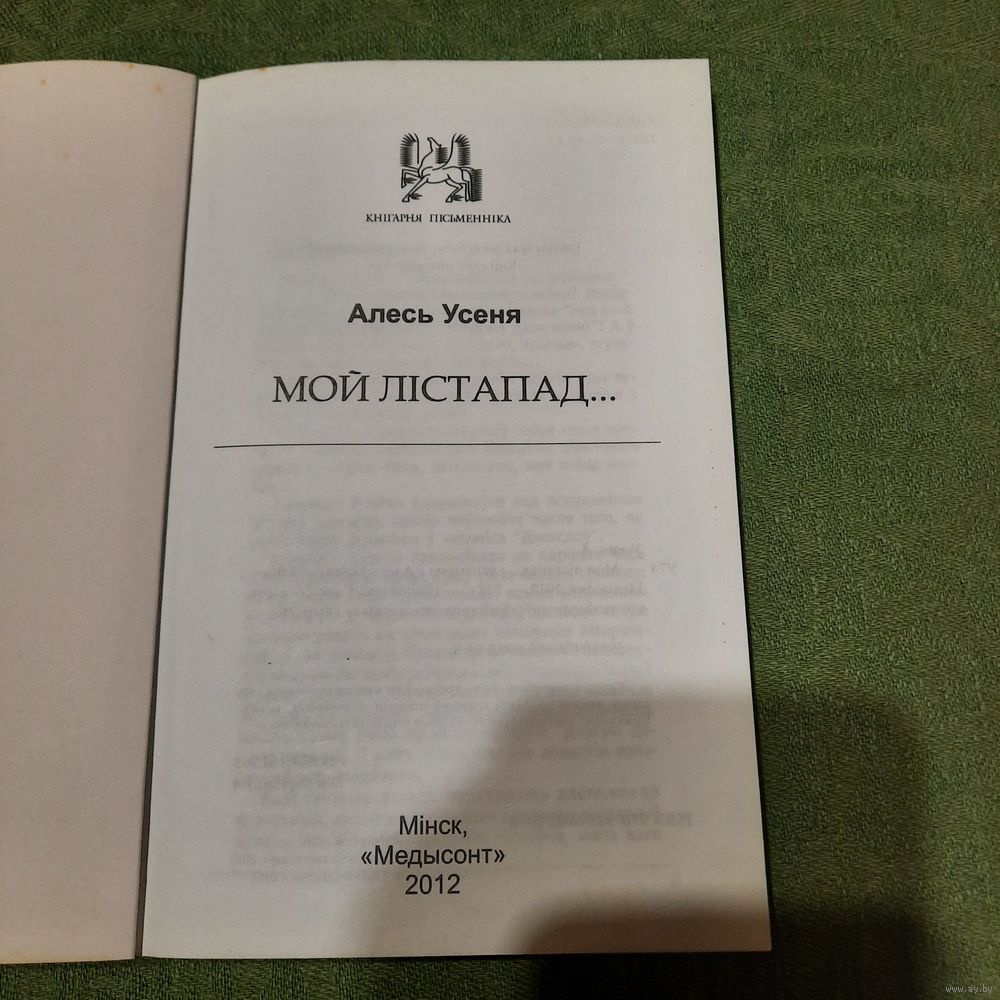 КНІГАРНЯ ПІСЬМЕННІКА
Алесь Усеня
МОЙ ЛІСТАПАД...
Мінск,
«Медысонт»
2012
www.ay.by